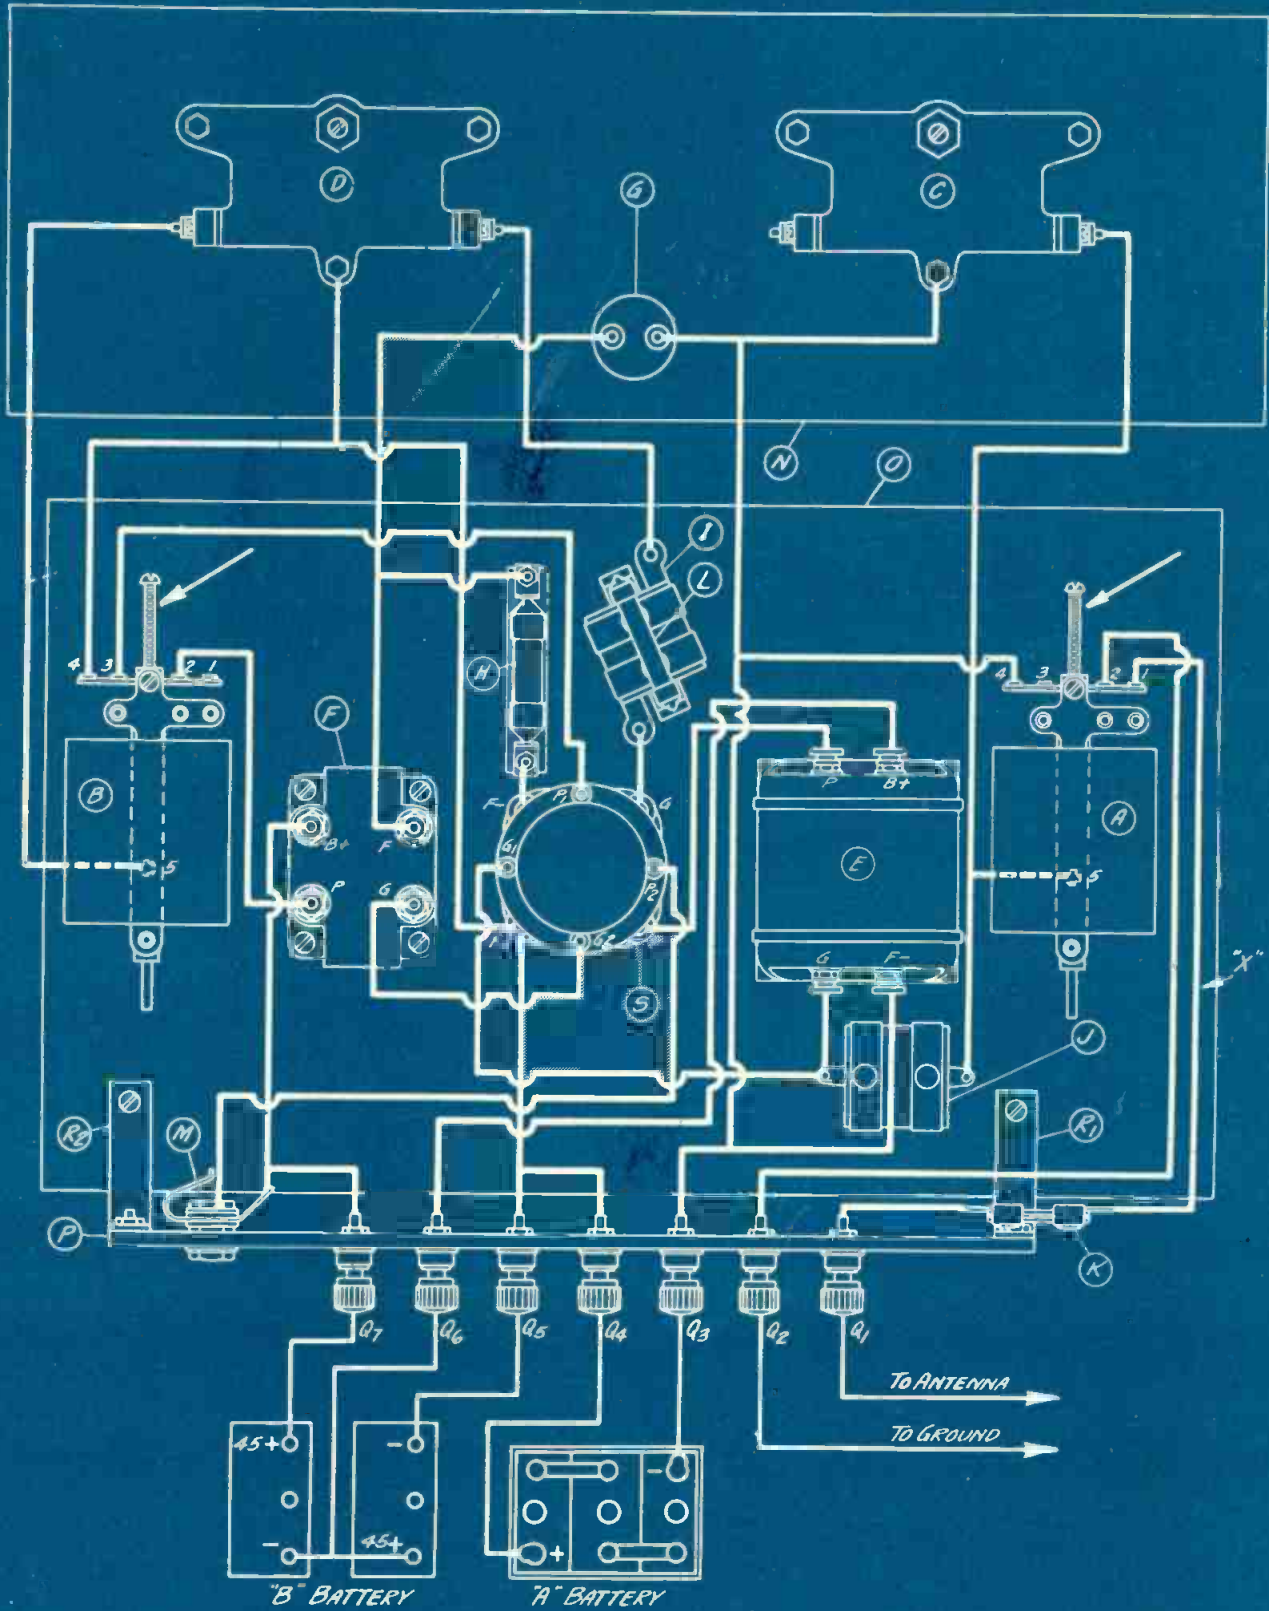 D
G
C
N
O
I
L
4
3
2
1
H
F
4
3
2
1
B
P
B+
A
F-
P1
G
B+
F
G1
P2
E
5
5
P
G
G2
"X"
G
F-
S
J
R2
M
R1
P
K
Q7
Q6
Q5
Q4
Q3
Q2
Q1
TO ANTENNA
TO GROUND
45+
-
-
-
45+
+
"B" BATTERY
"A" BATTERY